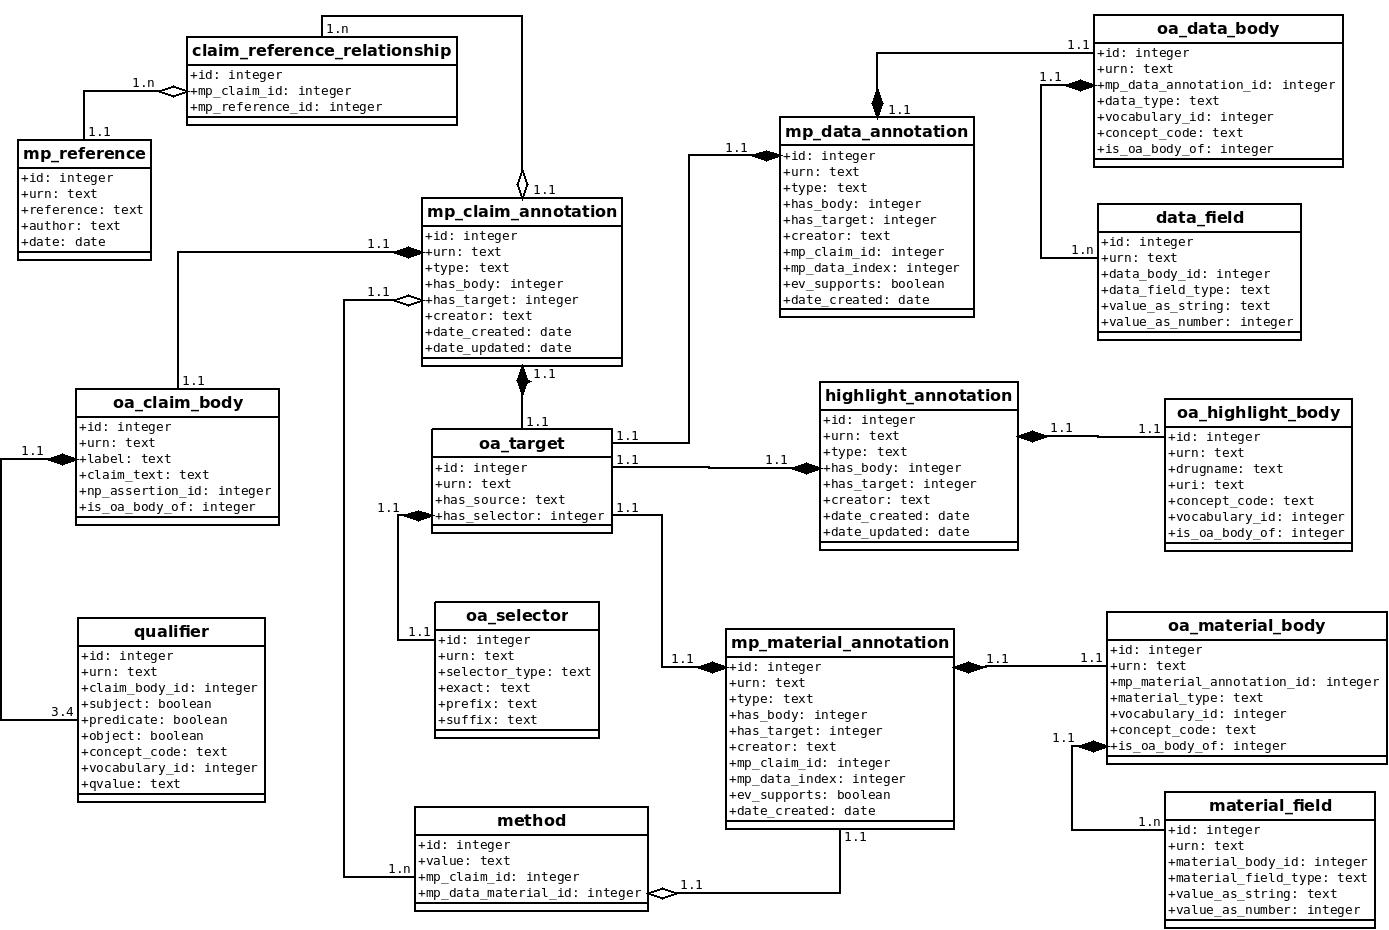 1.n
claim_reference_relationship
+id: integer
+mp_claim_id: integer
+mp_reference_id: integer
1.n
1.1
mp_reference
+id: integer
+urn: text
+reference: text
+author: text
+date: date
1.1
mp_claim_annotation
+id: integer
+urn: text
+type: text
+has_body: integer
+has_target: integer
+creator: text
+date_created: date
+date_updated: date
1.1
1.1
1.1
1.1
1.1
oa_claim_body
+id: integer
+urn: text
+label: text
+claim_text: text
+np_assertion_id: integer
+is_oa_body_of: integer
1.1
3.4
qualifier
+id: integer
+urn: text
+claim_body_id: integer
+subject: boolean
+predicate: boolean
+object: boolean
+concept_code: text
+vocabulary_id: integer
+qvalue: text
oa_target
+id: integer
+urn: text
+has_source: text
+has_selector: integer
1.1
1.1
1.1
1.1
1.1
oa_selector
+id: integer
+urn: text
+selector_type: text
+exact: text
+prefix: text
+suffix: text
method
+id: integer
+value: text
+mp_claim_id: integer
+mp_data_material_id: integer
1.n
1.1
1.1
1.1
1.1
mp_data_annotation
+id: integer
+urn: text
+type: text
+has_body: integer
+has_target: integer
+creator: text
+mp_claim_id: integer
+mp_data_index: integer
+ev_supports: boolean
+date_created: date
1.1
oa_data_body
+id: integer
+urn: text
+mp_data_annotation_id: integer
+data_type: text
+vocabulary_id: integer
+concept_code: text
+is_oa_body_of: integer
1.1
1.n
data_field
+id: integer
+urn: text
+data_body_id: integer
+data_field_type: text
+value_as_string: text
+value_as_number: integer
1.1
highlight_annotation
+id: integer
+urn: text
+type: text
+has_body: integer
+has_target: integer
+creator: text
+date_created: date
+date_updated: date
1.1
1.1
oa_highlight_body
+id: integer
+urn: text
+drugname: text
+uri: text
+concept_code: text
+vocabulary_id: integer
+is_oa_body_of: integer
1.1
mp_material_annotation
+id: integer
+urn: text
+type: text
+has_body: integer
+has_target: integer
+creator: text
+mp_claim_id: integer
+mp_data_index: integer
+ev_supports: boolean
+date_created: date
1.1
1.1
oa_material_body
+id: integer
+urn: text
+mp_material_annotation_id: integer
+material_type: text
+vocabulary_id: integer
+concept_code: text
+is_oa_body_of: integer
1.1
1.n
material_field
+id: integer
+urn: text
+material_body_id: integer
+material_field_type: text
+value_as_string: text
+value_as_number: integer